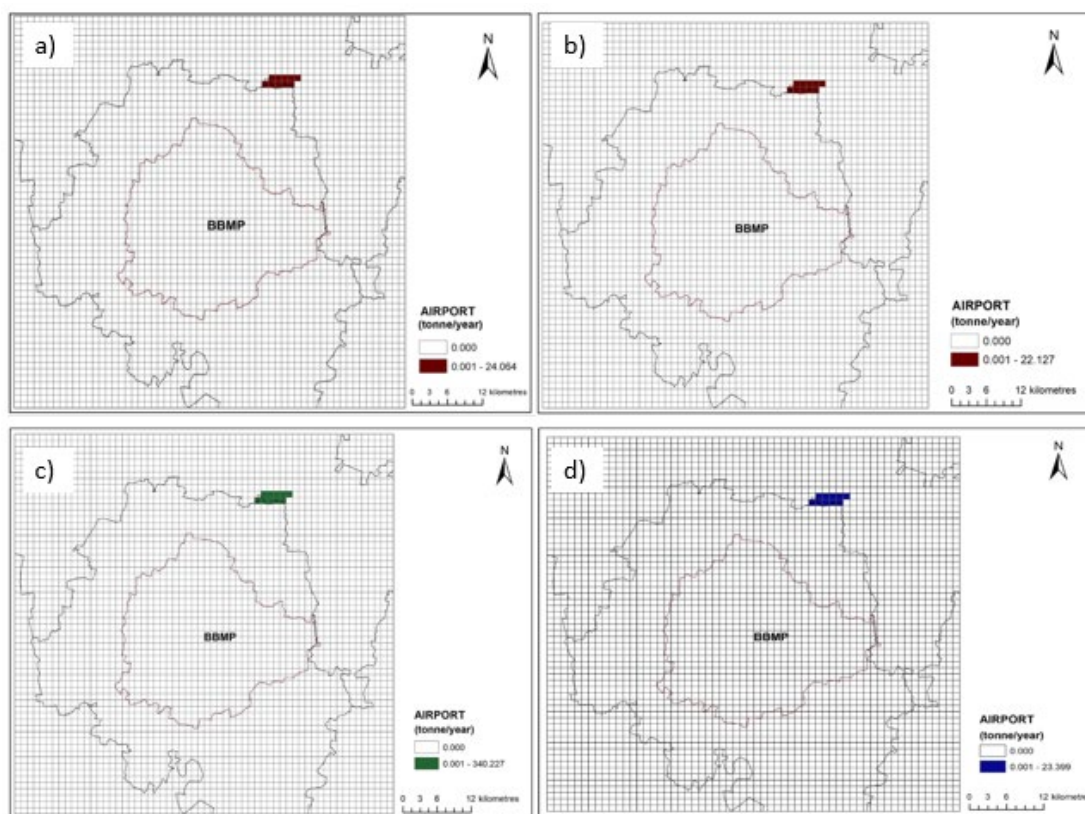 a)
N
BBMP
AIRPORT
(tonne/year)
0.000
0.001 - 24.064
0 3 6 12 kilometres
b)
N
BBMP
AIRPORT
(tonne/year)
0.000
0.001 - 22.127
0 3 6 12 kilometres
c)
N
BBMP
AIRPORT
(tonne/year)
0.000
0.001 - 340.227
0 3 6 12 kilometres
d)
N
BBMP
AIRPORT
(tonne/year)
0.000
0.001 - 23.399
0 3 6 12 kilometres